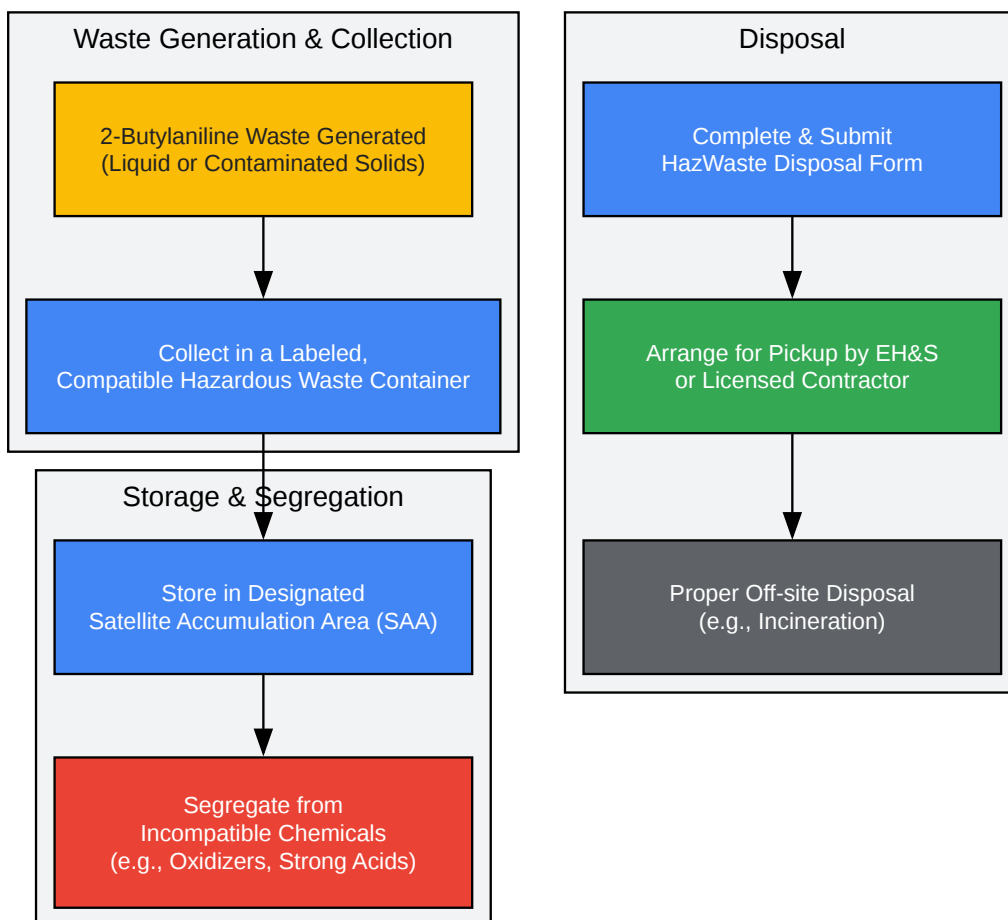 Waste Generation & Collection
2-Butylaniline Waste Generated
(Liquid or Contaminated Solids)
Collect in a Labeled,
Compatible Hazardous Waste Container
Storage & Segregation
Store in Designated
Satellite Accumulation Area (SAA)
Segregate from
Incompatible Chemicals
(e.g., Oxidizers, Strong Acids)
Disposal
Complete & Submit
HazWaste Disposal Form
Arrange for Pickup by EH&S
or Licensed Contractor
Proper Off-site Disposal
(e.g., Incineration)